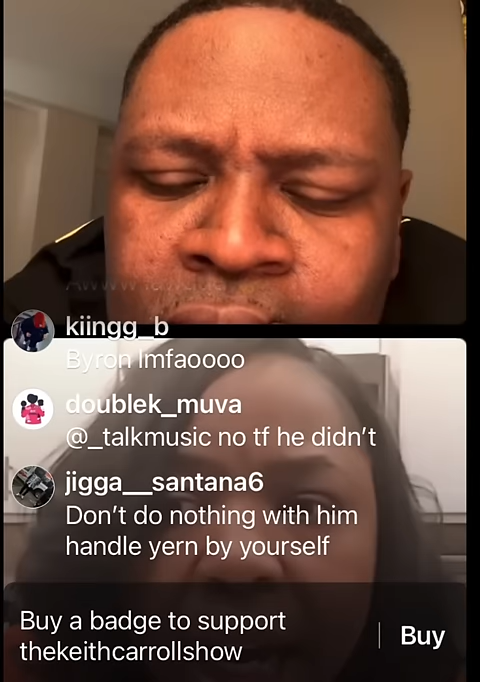 kiingg_b
Byron lmfaoooo
doublek_muva
@_talkmusic no tf he didn't
jigga__santana6
Don't do nothing with him
handle yern by yourself
Buy a badge to support
thekeithcarrollshow
Buy